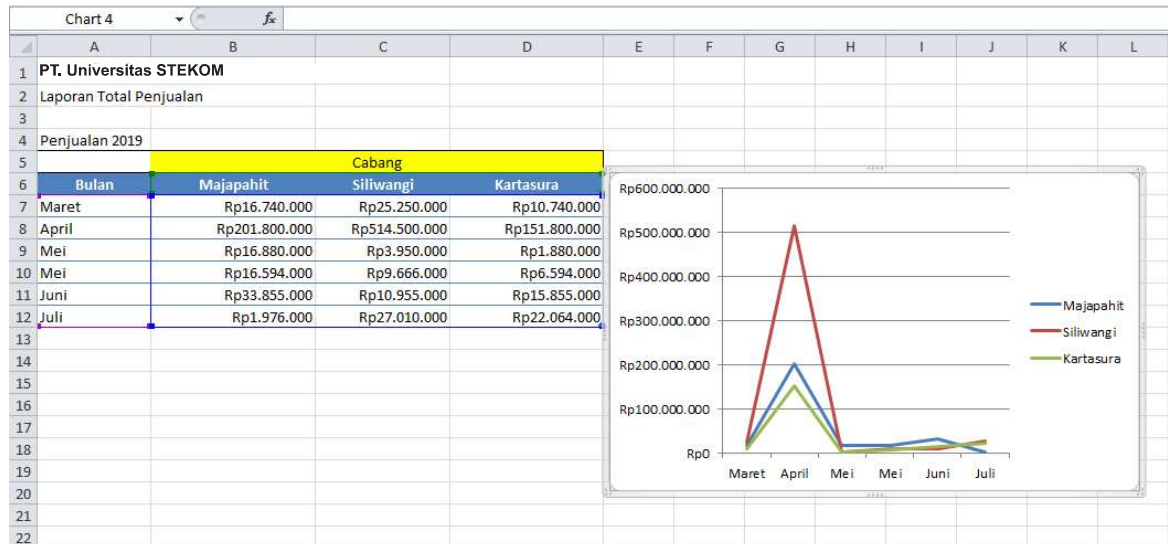 Chart 4 fx
A B C D E F G H I J K L
1 PT. Universitas STEKOM
2 Laporan Total Penjualan
3
4 Penjualan 2019
5 Cabang
6 Bulan Majapahit Siliwangi Kartasura
7 Maret Rp16.740.000 Rp25.250.000 Rp10.740.000
8 April Rp201.800.000 Rp514.500.000 Rp151.800.000
9 Mei Rp16.880.000 Rp3.950.000 Rp1.880.000
10 Mei Rp16.594.000 Rp9.666.000 Rp6.594.000
11 Juni Rp33.855.000 Rp10.955.000 Rp15.855.000
12 Juli Rp1.976.000 Rp27.010.000 Rp22.064.000
13
14
15
16
17
18
19
20
21
22
Rp600.000.000
Rp500.000.000
Rp400.000.000
Rp300.000.000
Rp200.000.000
Rp100.000.000
Rp0
Maret April Mei Mei Juni Juli
Majapahit
Siliwangi
Kartasura